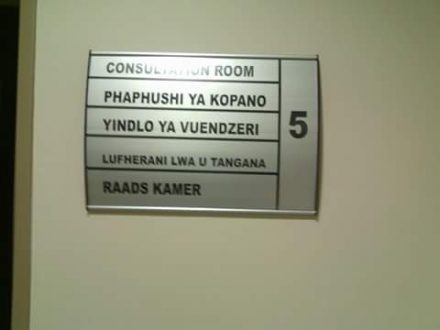 CONSULTATION ROOM
PHAPHUSHI YA KOPANO
YINDLO YA VUENDZERI
LUFHERANI LWA U TANGANA
RAADS KAMER
5